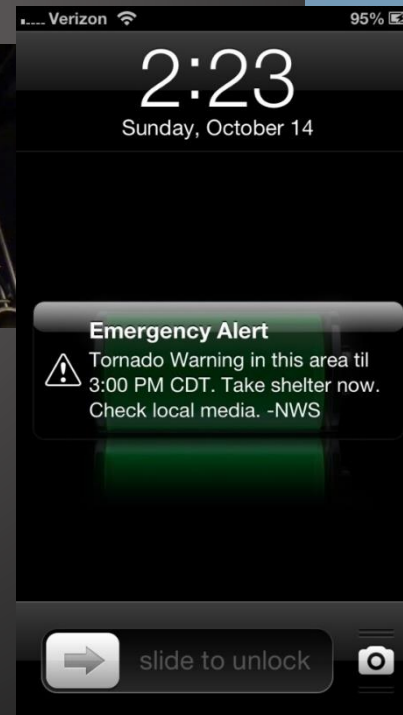 Verizon 95%
2:23
Sunday, October 14
Emergency Alert
Tornado Warning in this area til
3:00 PM CDT. Take shelter now.
Check local media. -NWS
slide to unlock